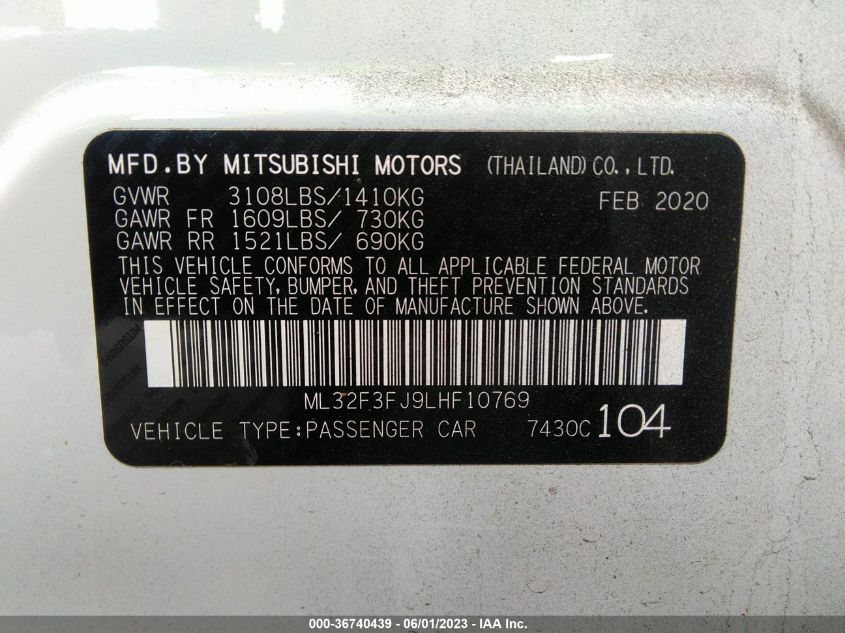 MFD.BY MITSUBISHI MOTORS (THAILAND) CO.,LTD.
GVWR 3108LBS/1410KG FEB 2020
GAWR FR 1609LBS/ 730KG
GAWR RR 1521LBS/ 690KG
THIS VEHICLE CONFORMS TO ALL APPLICABLE FEDERAL MOTOR
VEHICLE SAFETY, BUMPER, AND THEFT PREVENTION STANDARDS
IN EFFECT ON THE DATE OF MANUFACTURE SHOWN ABOVE.
ML32F3FJ9LHF10769
VEHICLE TYPE:PASSENGER CAR 7430C 104
000-36740439 - 06/01/2023 - IAA Inc.